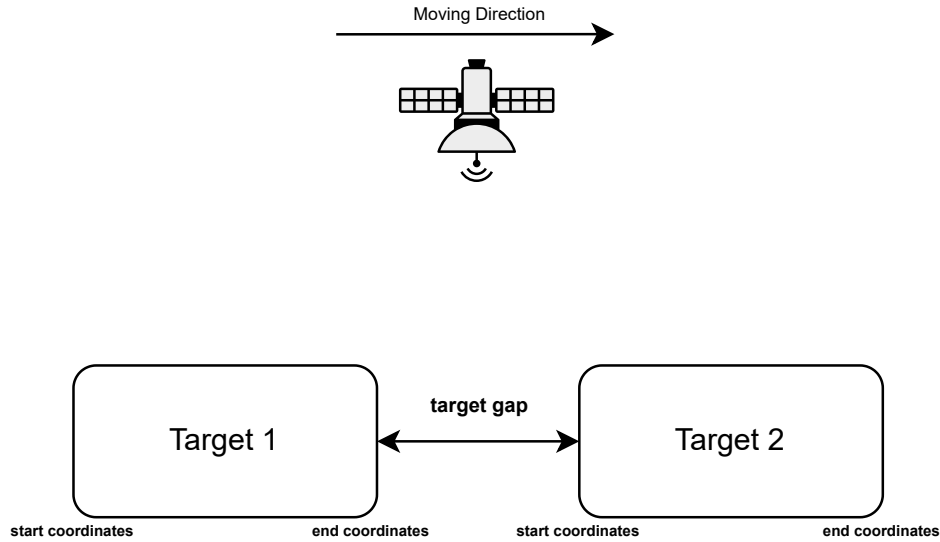 Moving Direction
target gap
Target 1
Target 2
start coordinates
end coordinates
start coordinates
end coordinates